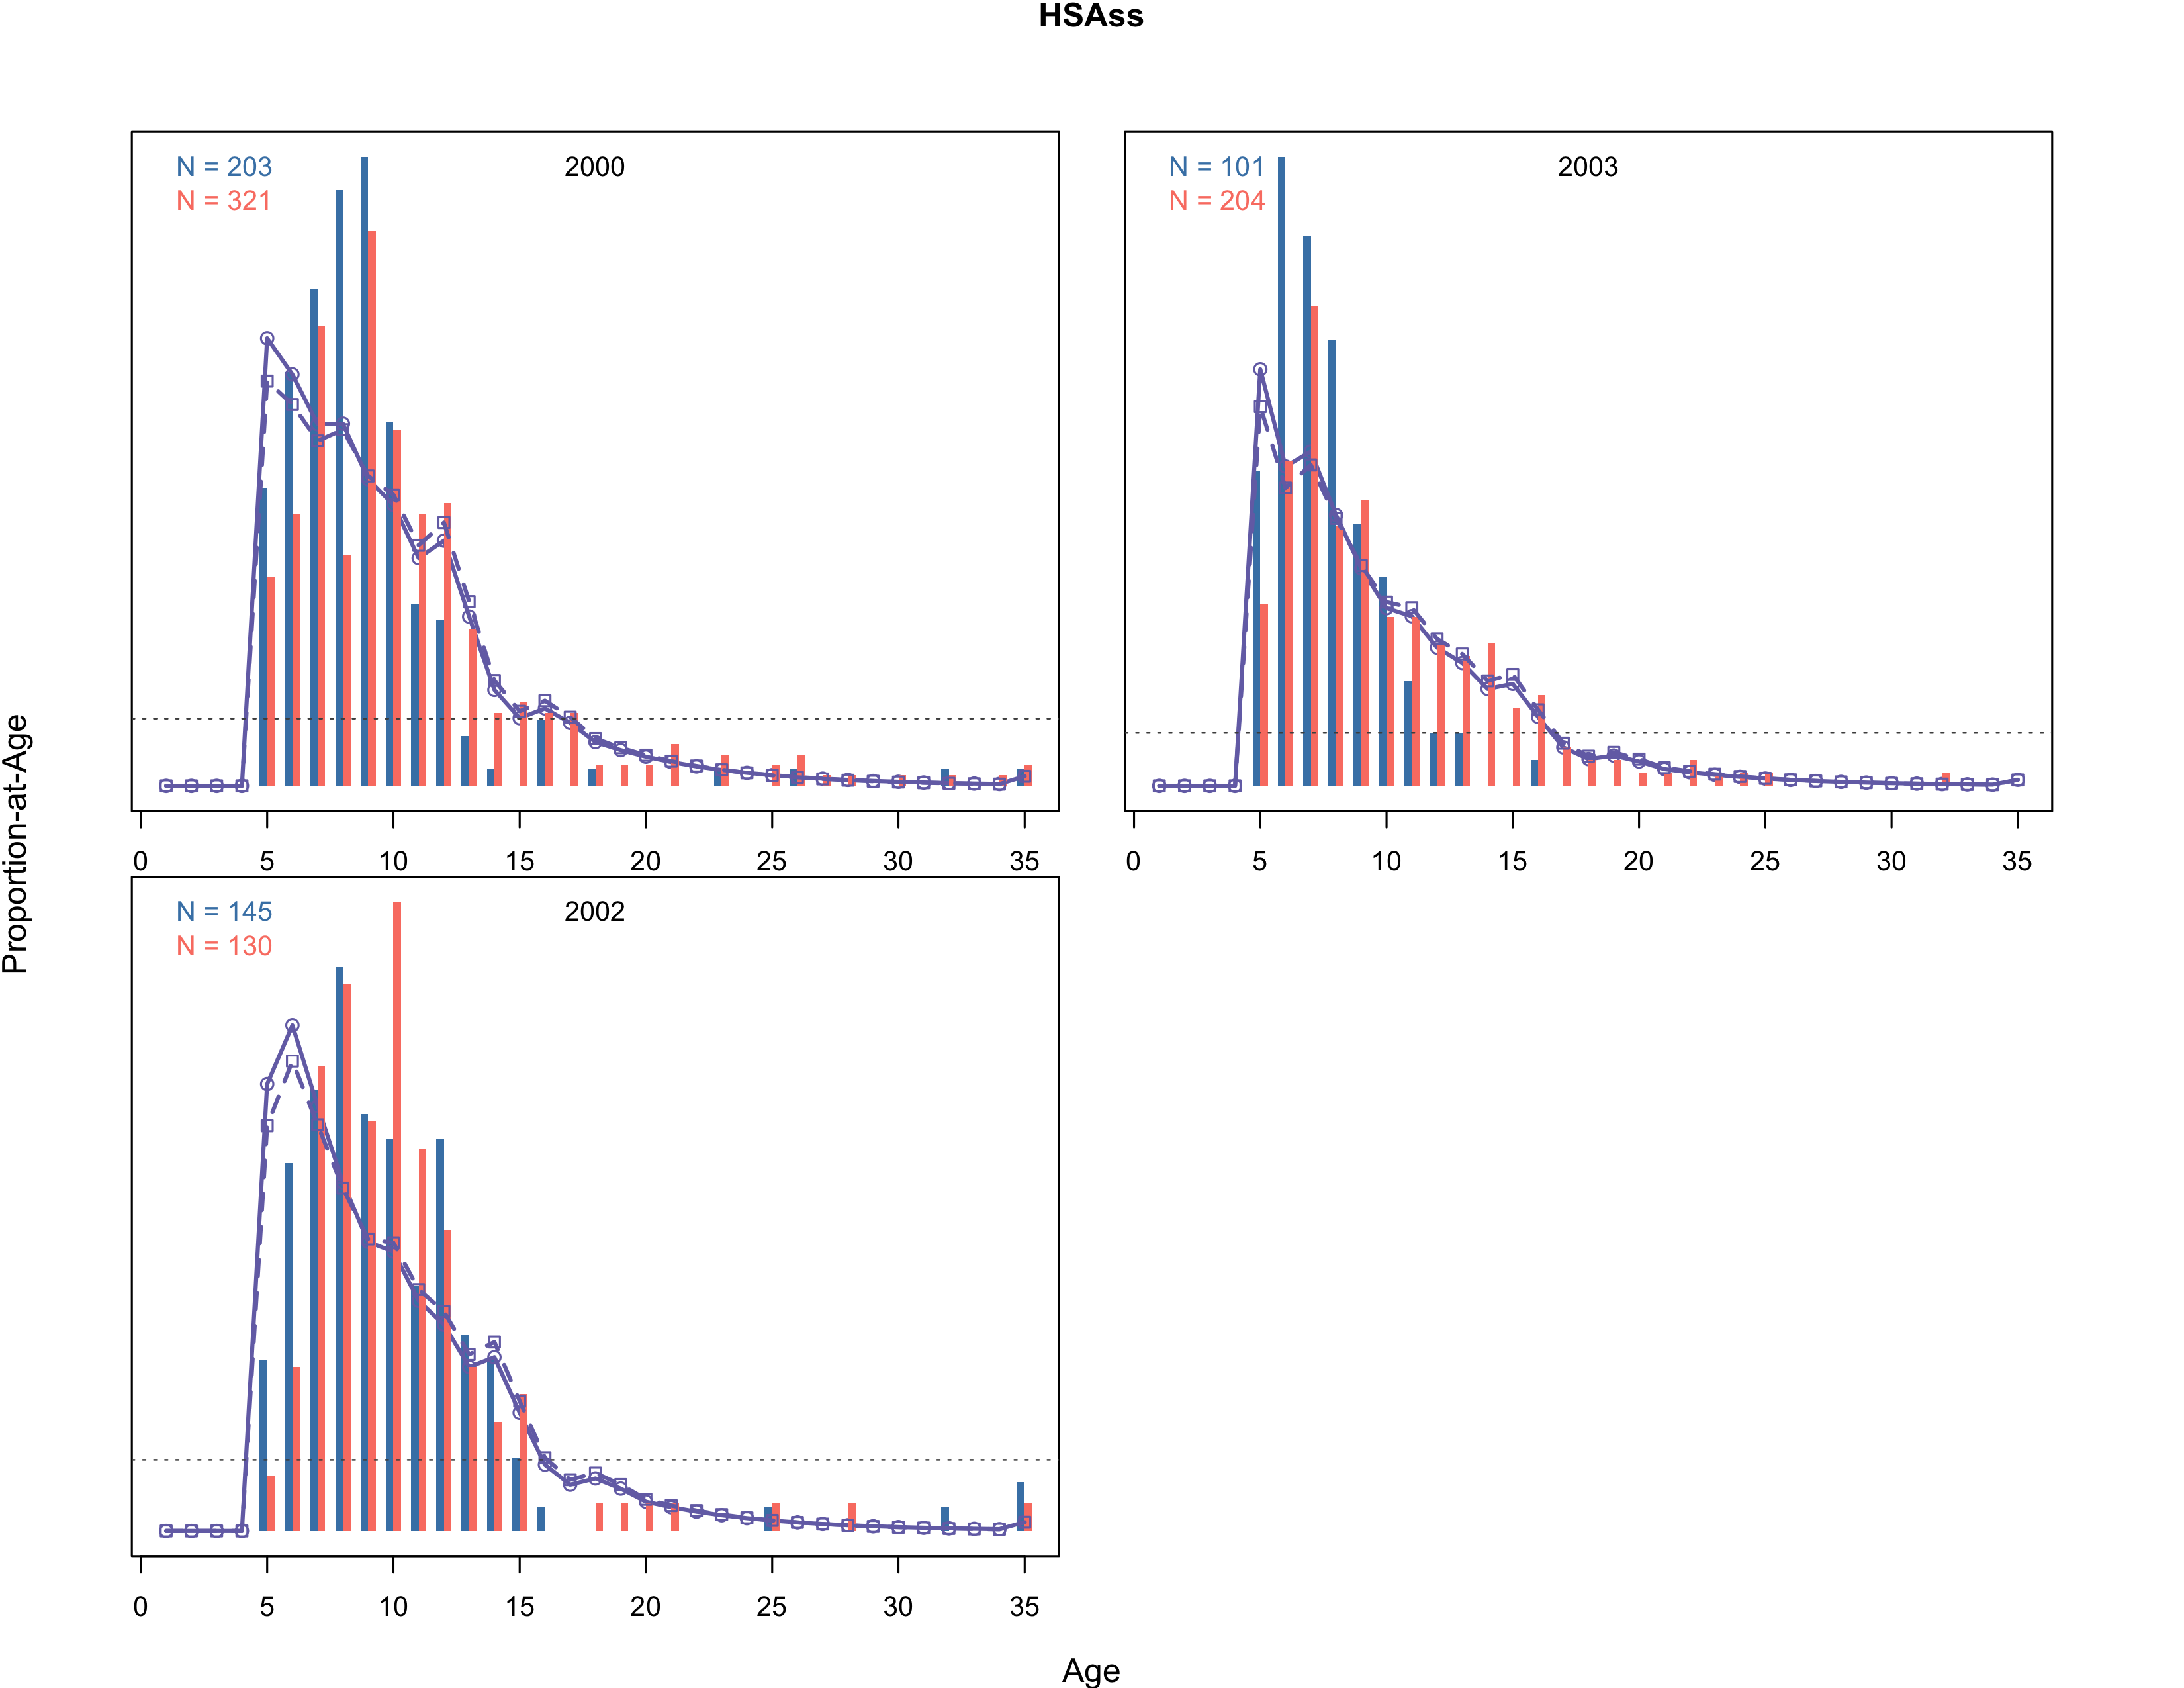 HSAss
N = 203
N = 321
2000
0 5 10 15 20 25 30 35
N = 101
N = 204
2003
0 5 10 15 20 25 30 35
N = 145
N = 130
2002
0 5 10 15 20 25 30 35
Proportion-at-Age
Age